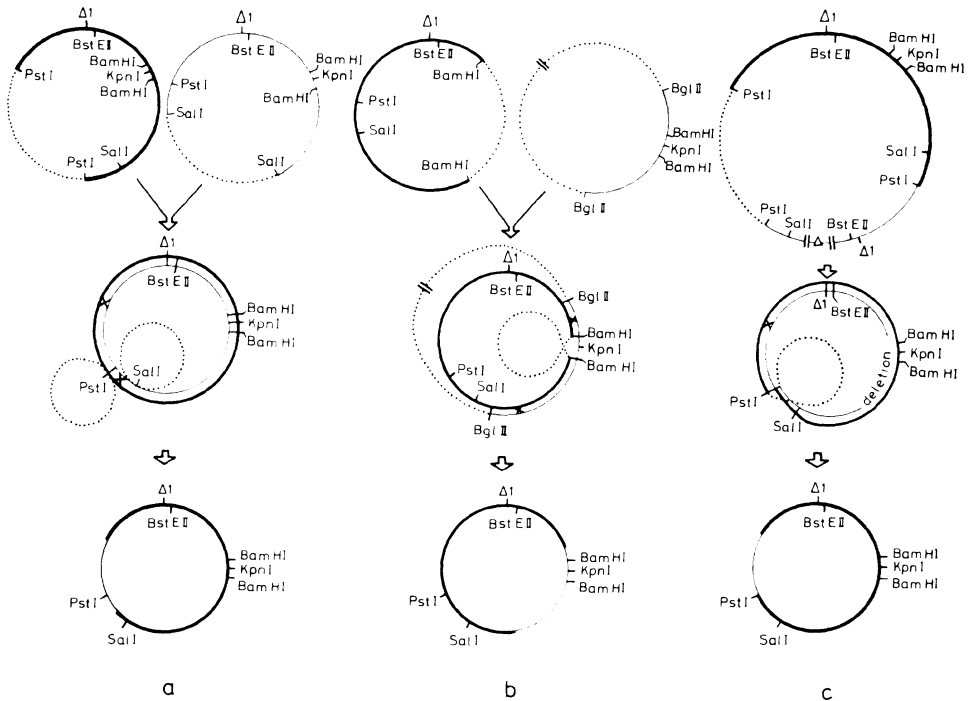 Δ1
BstEⅡ
BamHI
KpnI
BamHI
PstI
SalI
PstI
Δ1
BstEⅡ
BamHI
KpnI
BamHI
PstI
SalI
SalI
Δ1
BstEⅡ
BamHI
PstI
SalI
BamHI
BglⅡ
BamHI
KpnI
BamHI
BglⅡ
Δ1
BstEⅡ
BamHI
KpnI
BamHI
PstI
SalI
PstI
PstI
SalI
Δ
BstEⅡ
Δ1
Δ1
BstEⅡ
BamHI
KpnI
BamHI
SalI
PstI
Δ1
BstEⅡ
BglⅡ
BamHI
KpnI
BamHI
PstI
SalI
BglⅡ
Δ1
BstEⅡ
BamHI
KpnI
BamHI
deletion
PstI
SalI
Δ1
BstEⅡ
BamHI
KpnI
BamHI
PstI
SalI
Δ1
BstEⅡ
BamHI
KpnI
BamHI
PstI
SalI
Δ1
BstEⅡ
BamHI
KpnI
BamHI
PstI
SalI
a
b
c